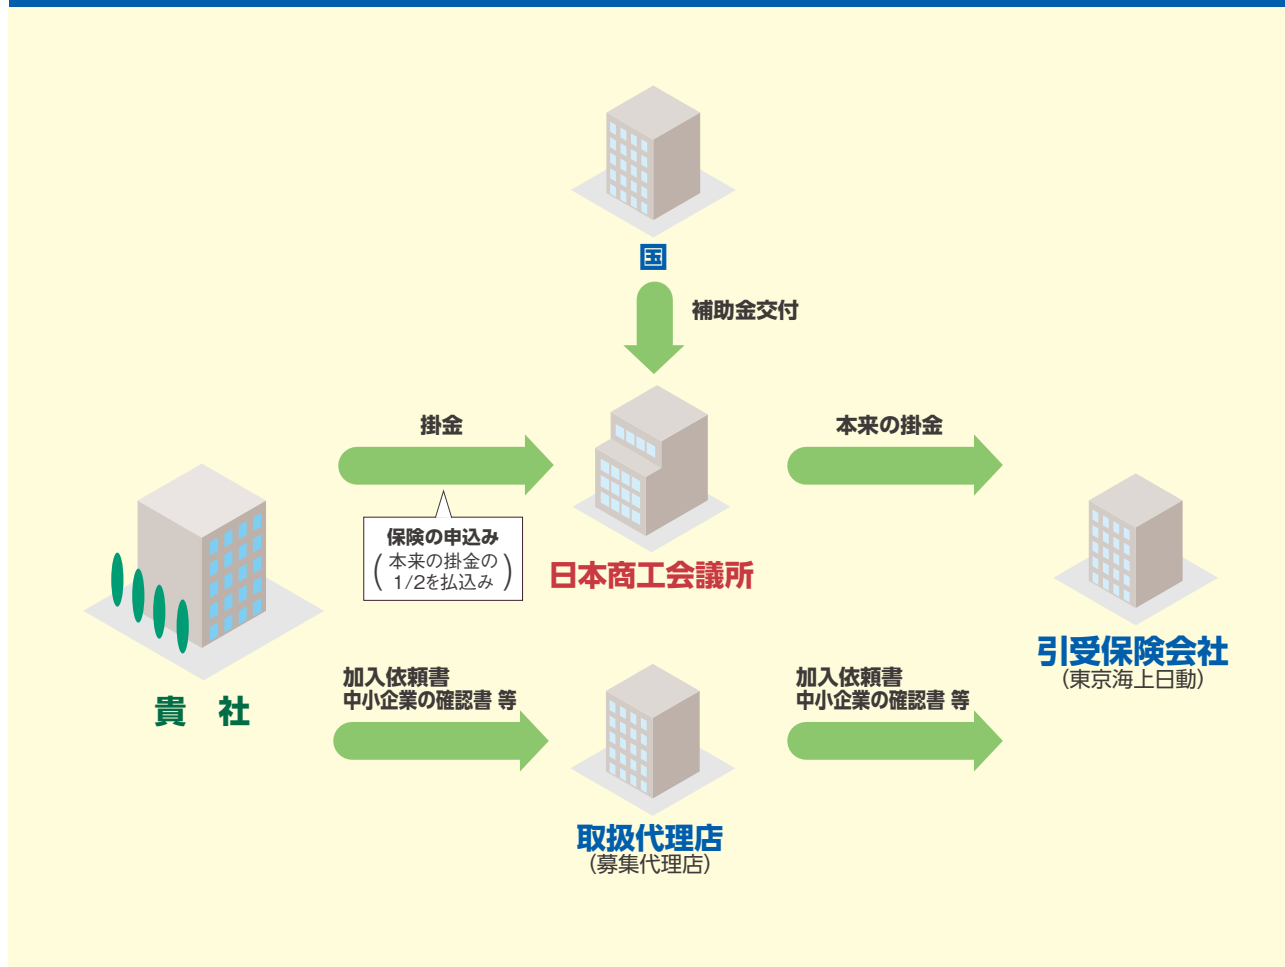 国
補助金交付
掛金
本来の掛金
保険の申込み
(本来の掛金の
1/2を払込み)
日本商工会議所
引受保険会社
(東京海上日動)
貴 社
加入依頼書
中小企業の確認書 等
加入依頼書
中小企業の確認書 等
取扱代理店
(募集代理店)